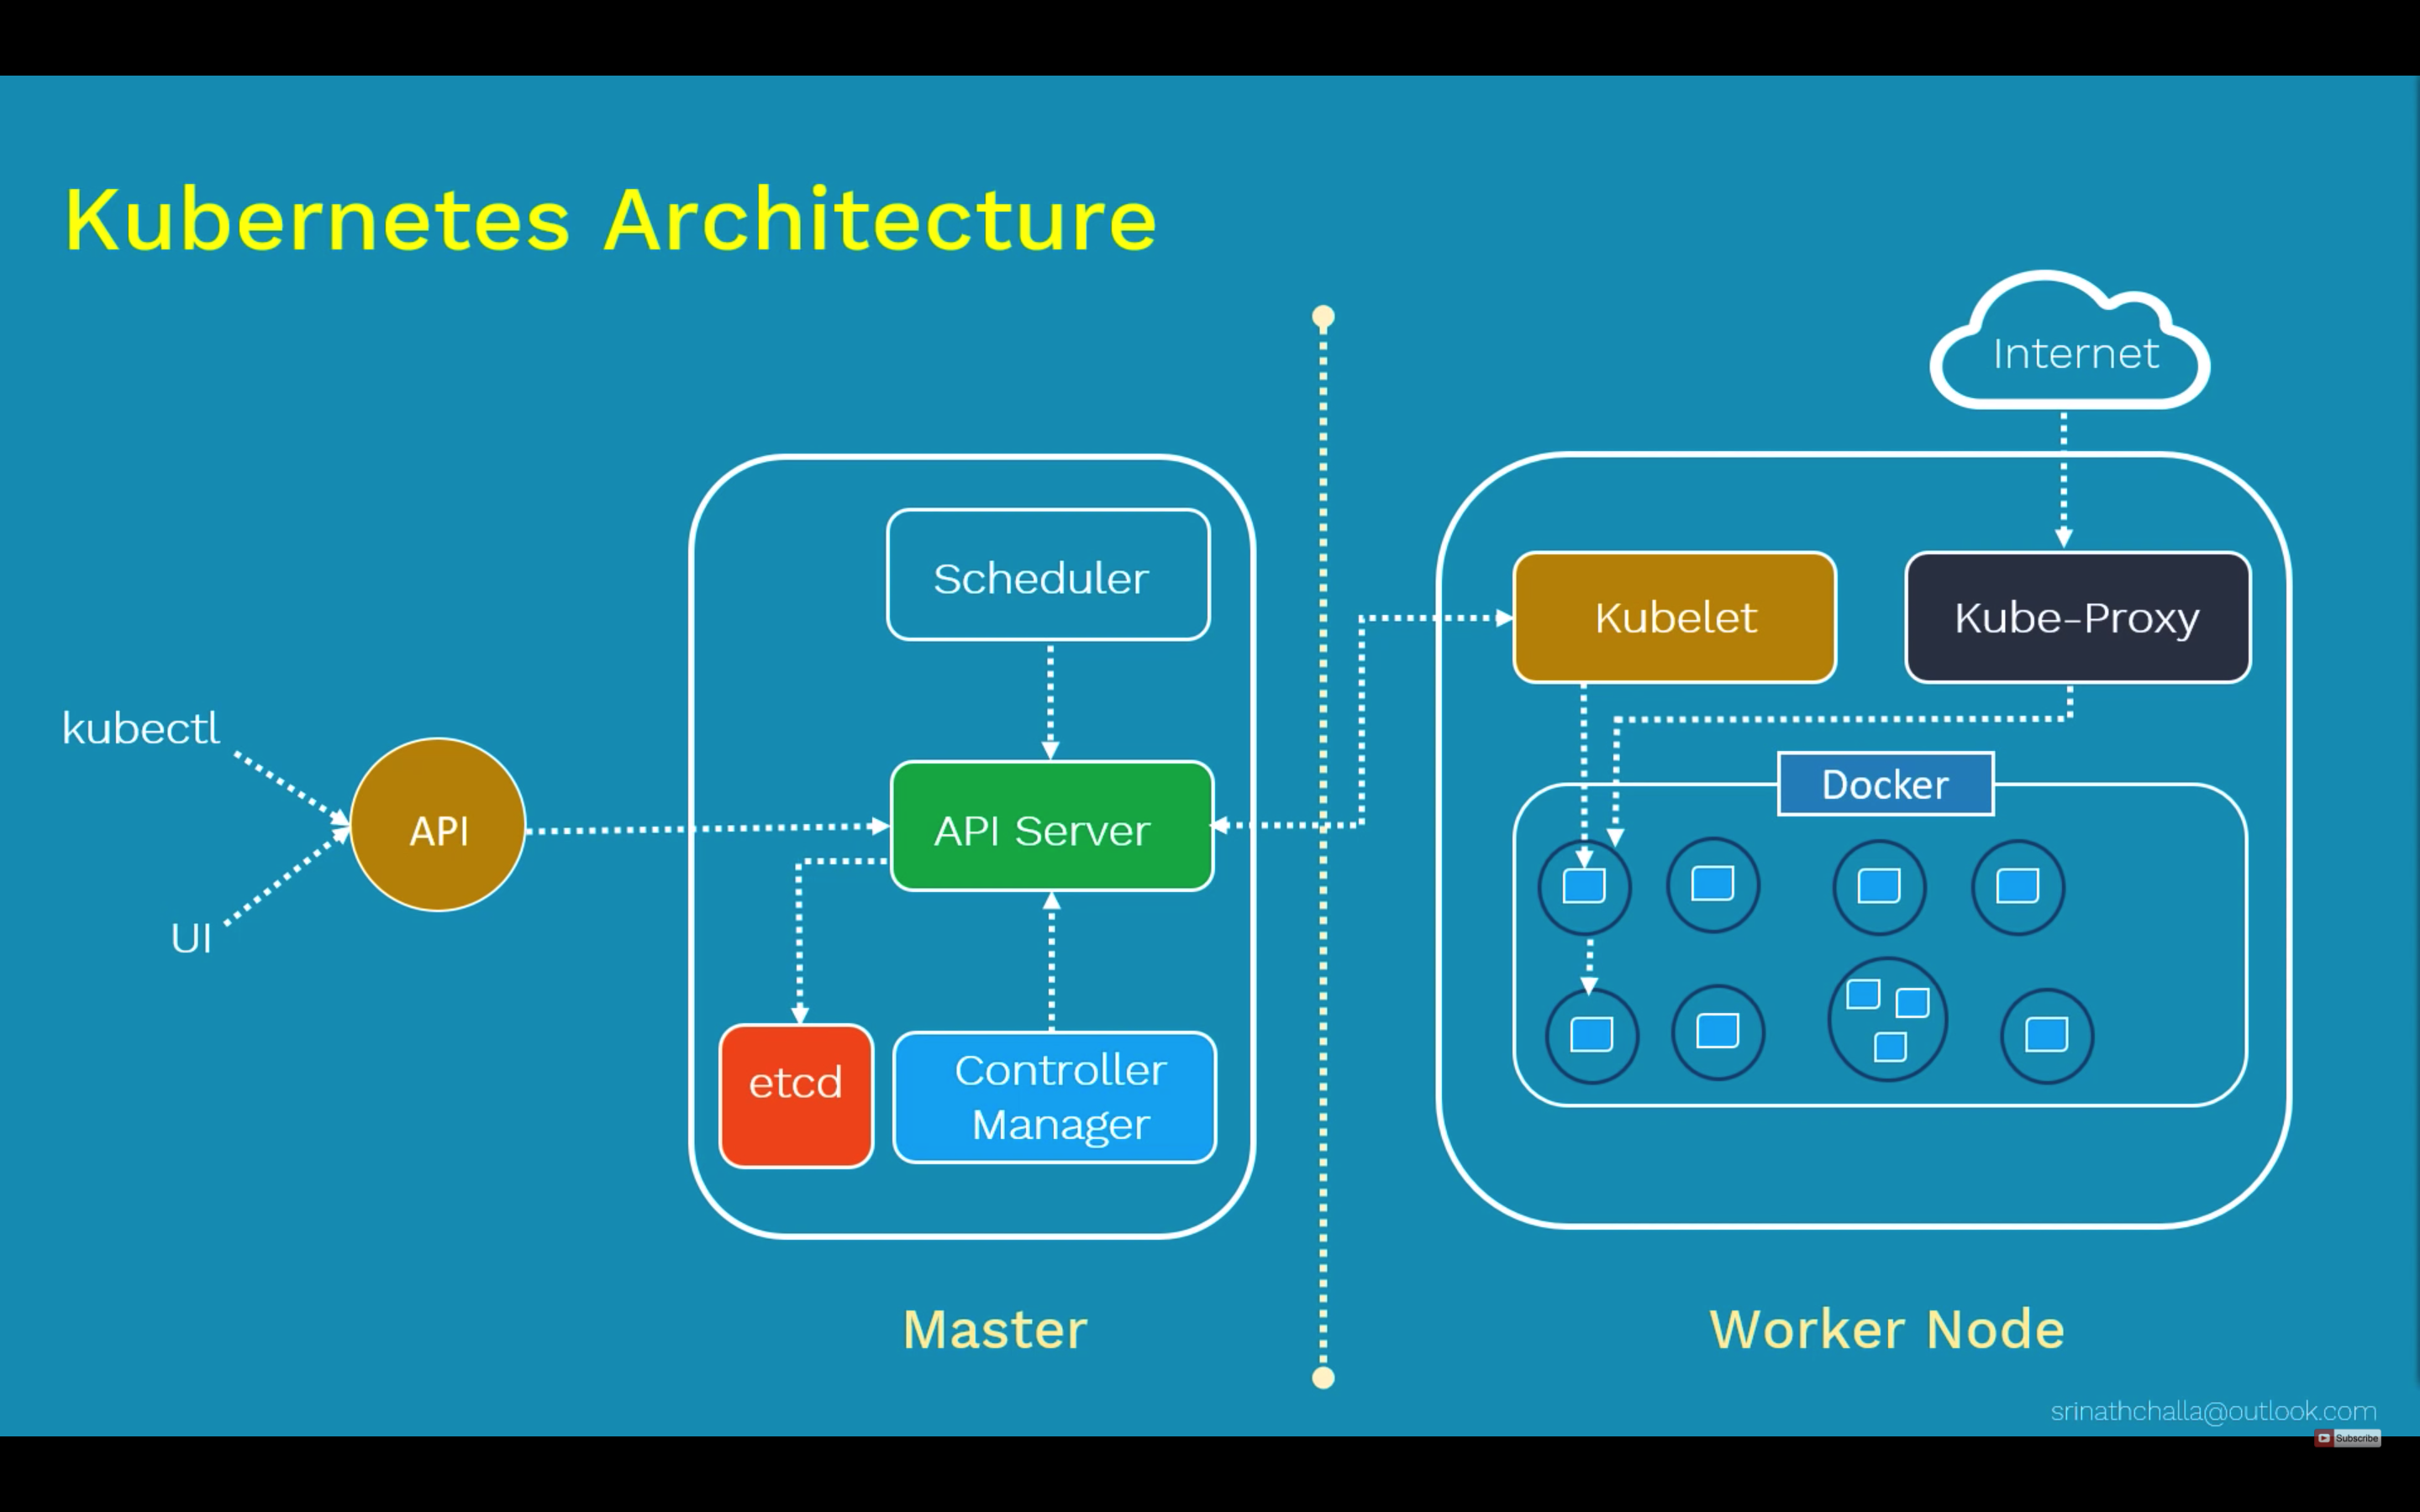 Kubernetes Architecture
Internet
Scheduler
Kubelet
Kube-Proxy
kubectl
API
API Server
Docker
UI
etcd
Controller
Manager
Master
Worker Node
srinathchalla@outlook.com
Subscribe